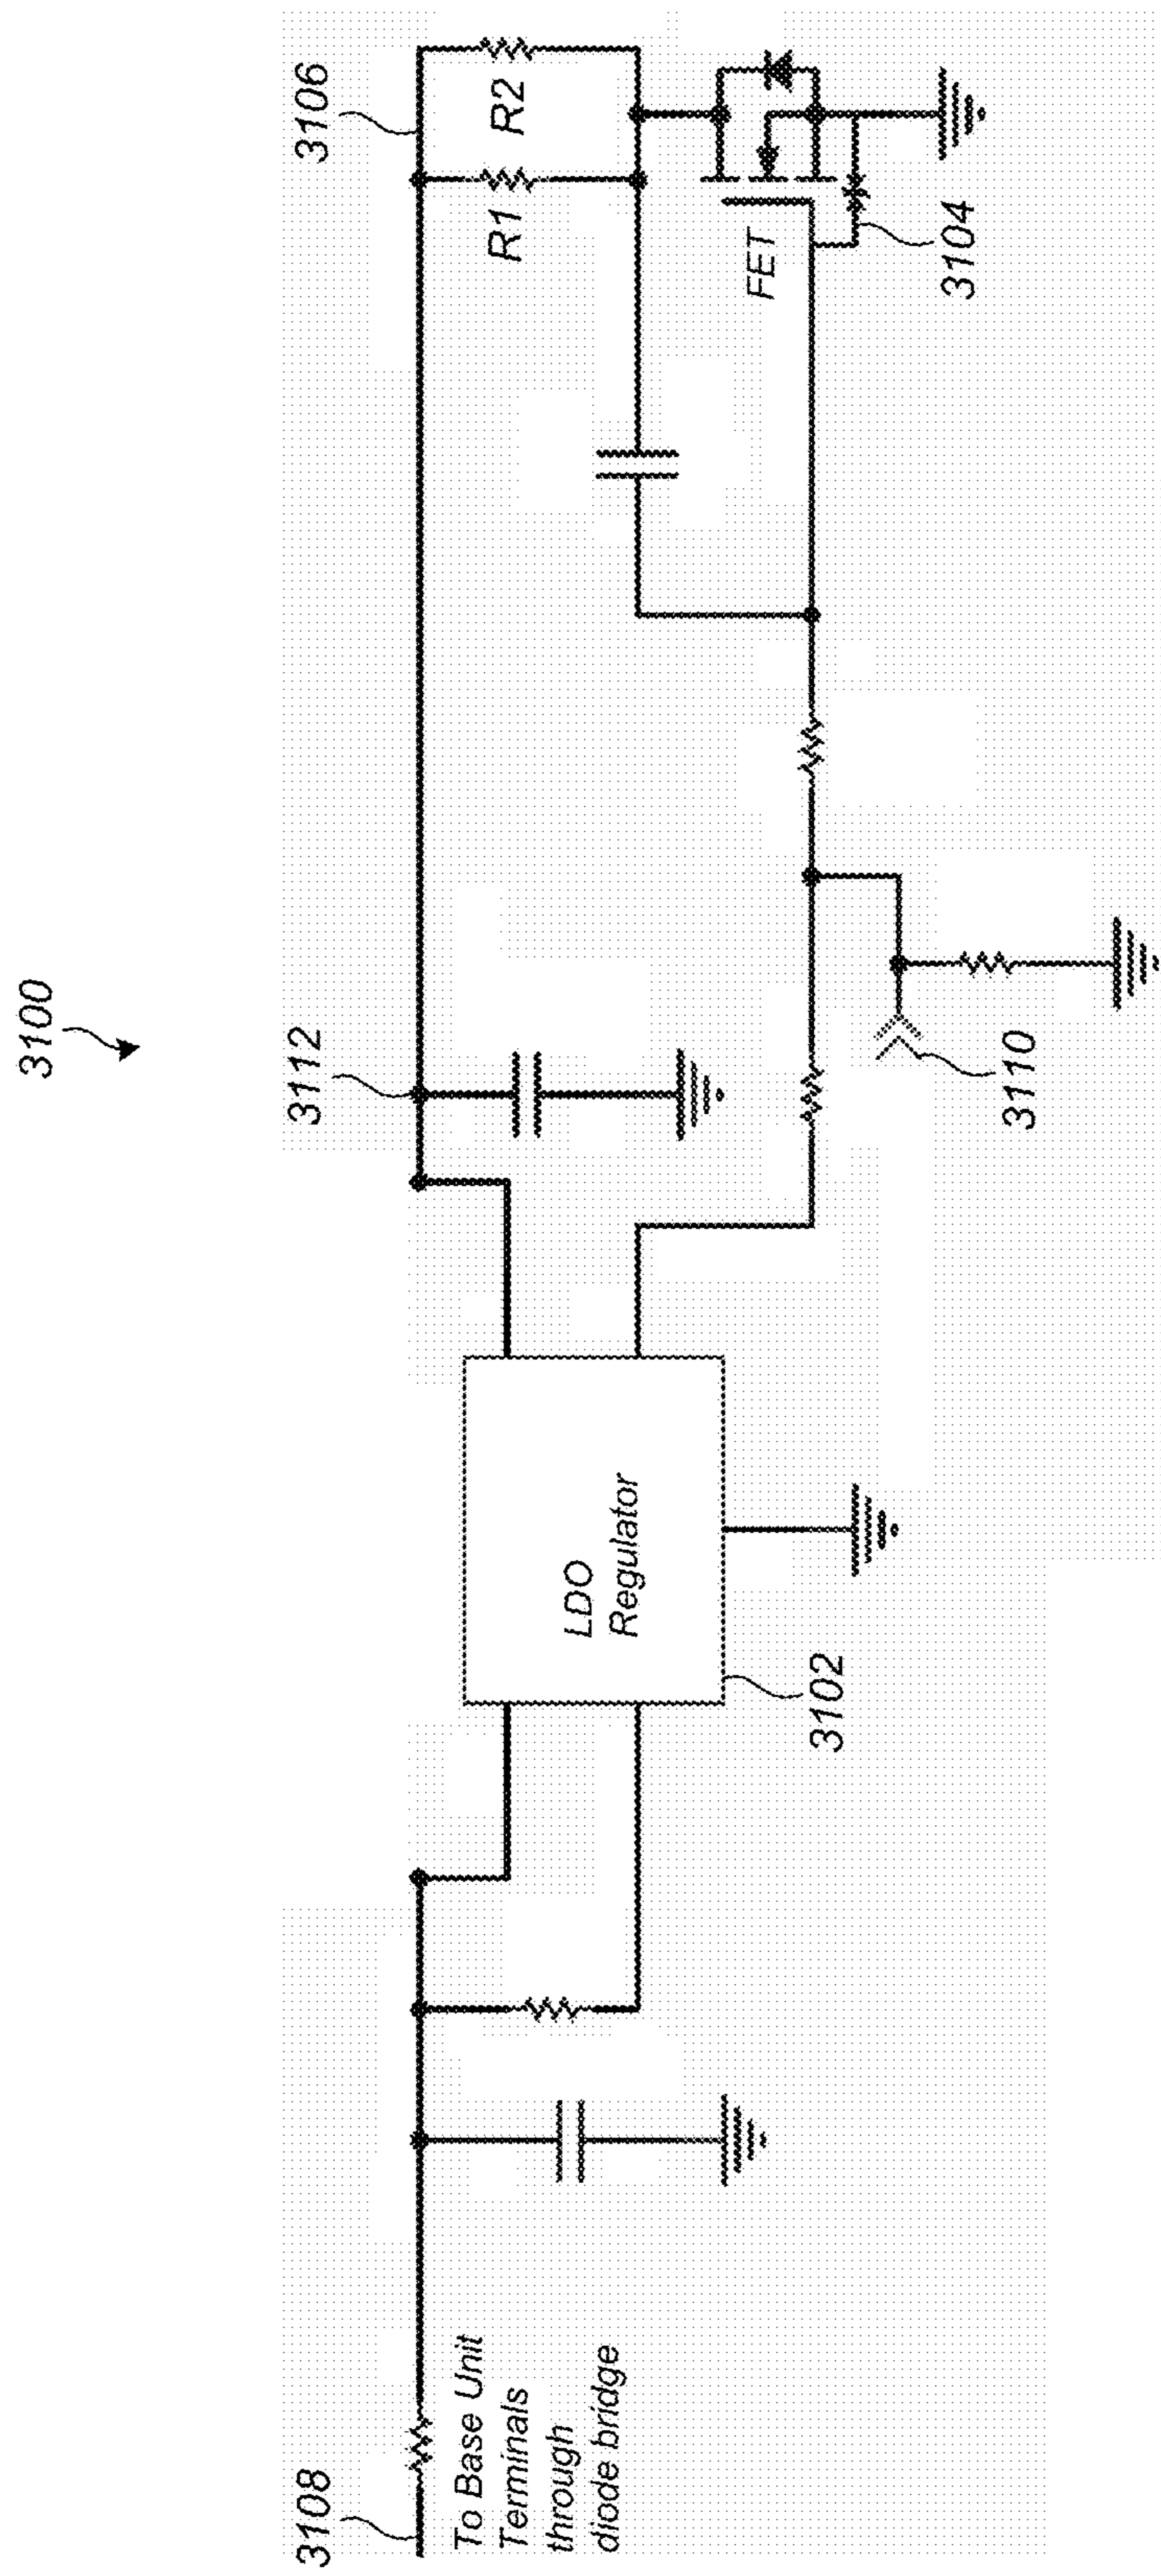 3100
3108
To Base Unit
Terminals
through
diode bridge
3102
LDO
Regulator
3112
3110
3106
R1
R2
FET
3104